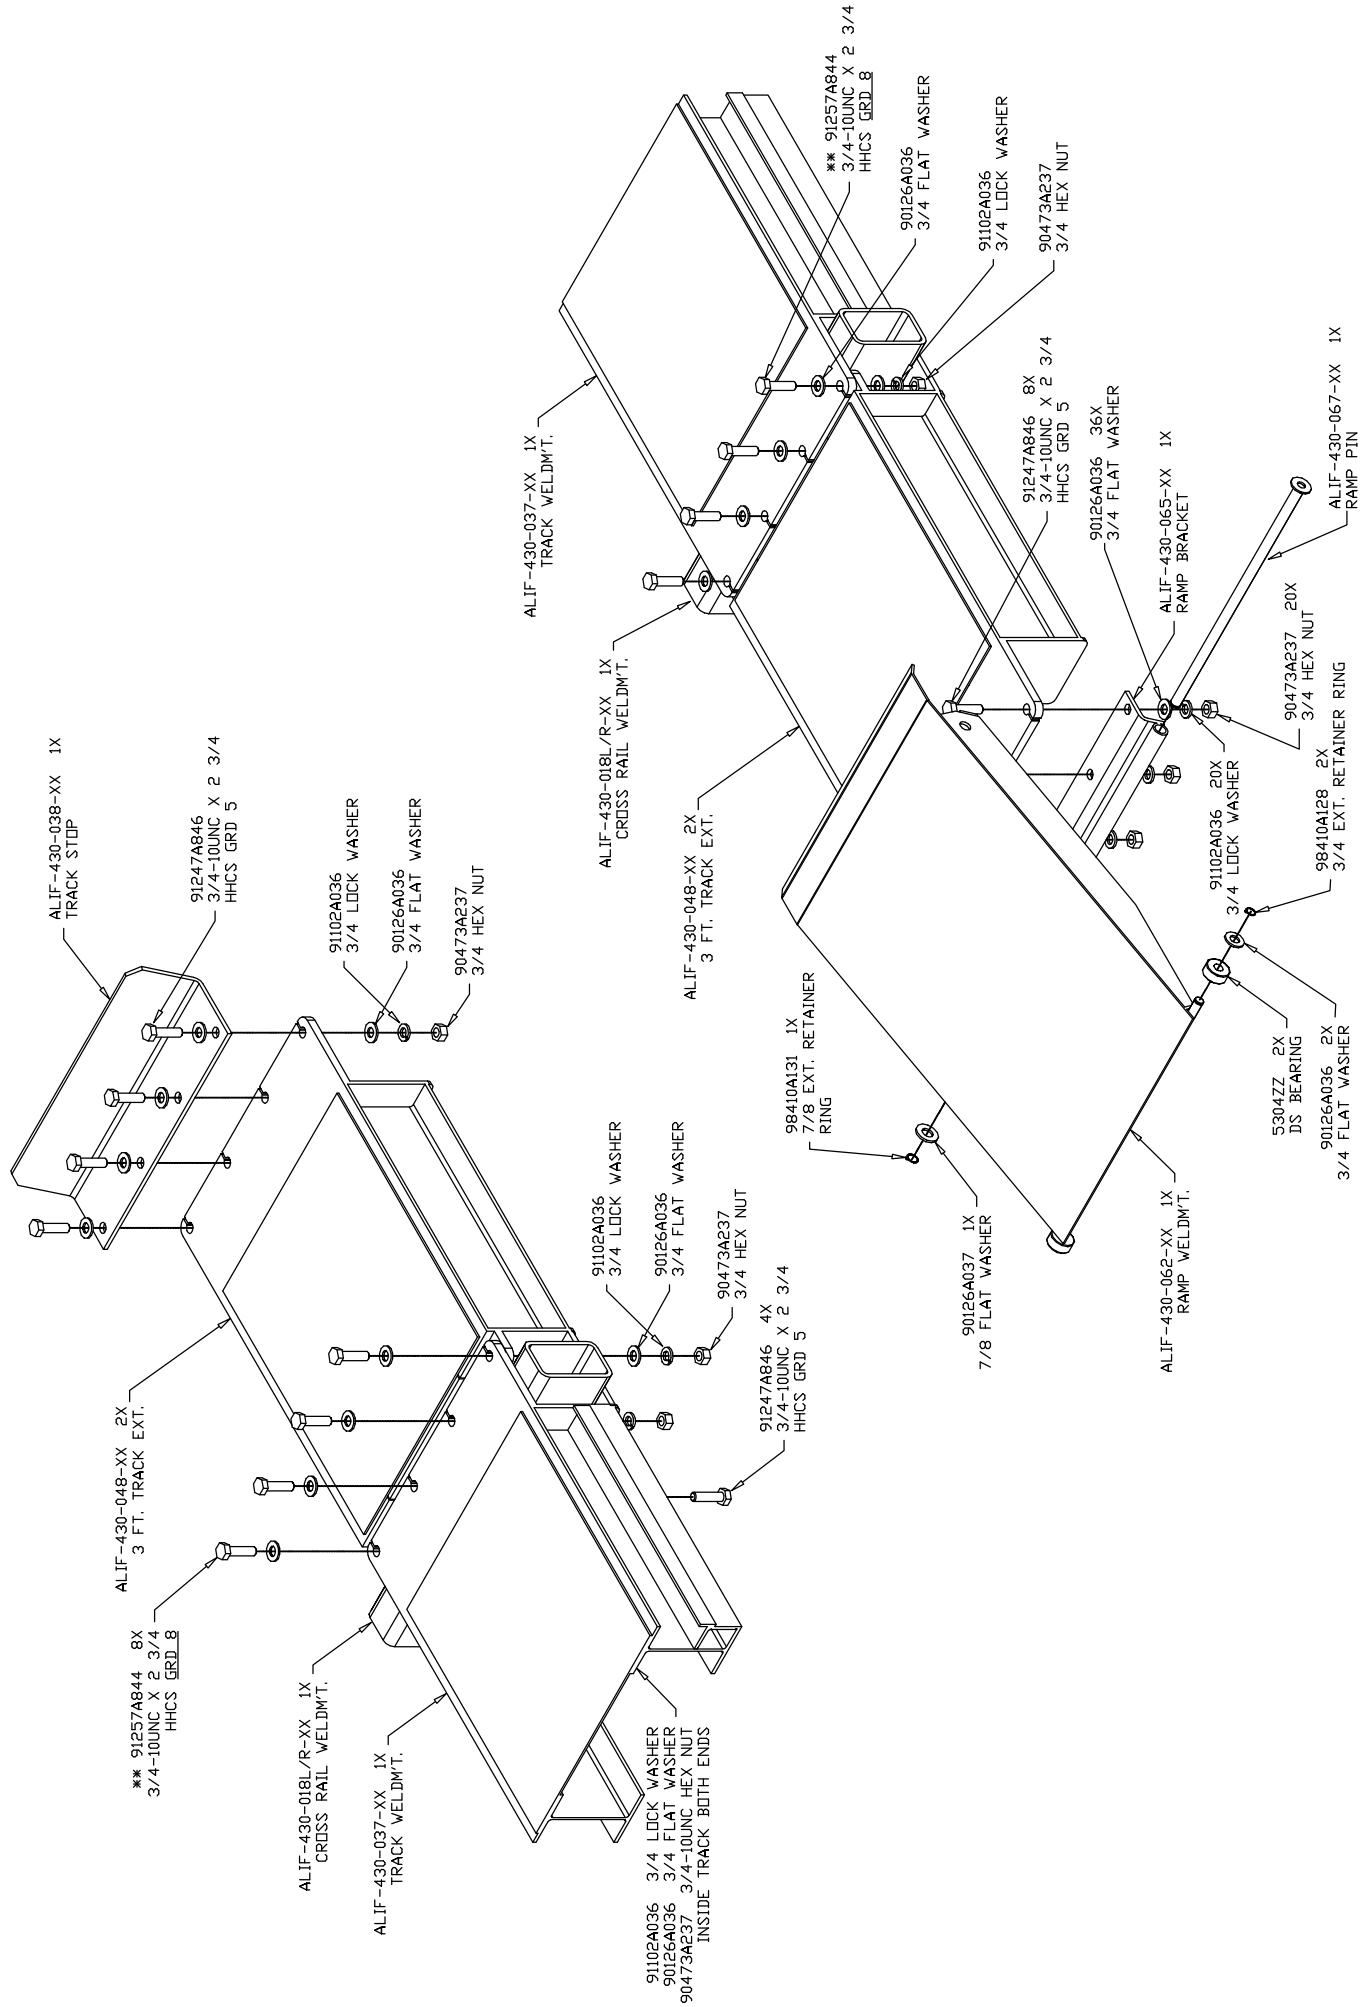 ALIF-430-038-XX 1X
TRACK STOP
91247A846
3/4-10UNC X 2 3/4
HHCS GRD 5
91102A036
3/4 LOCK WASHER
90126A036
3/4 FLAT WASHER
90473A237
3/4 HEX NUT
ALIF-430-048-XX 2X
3 FT. TRACK EXT.
** 91257A844 8X
3/4-10UNC X 2 3/4
HHCS GRD 8
ALIF-430-018L/R-XX 1X
CROSS RAIL WELDM'T.
ALIF-430-037-XX 1X
TRACK WELDM'T.
91102A036 3/4 LOCK WASHER
90126A036 3/4 FLAT WASHER
90473A237 3/4-10UNC HEX NUT
INSIDE TRACK BOTH ENDS
91102A036
3/4 LOCK WASHER
90126A036
3/4 FLAT WASHER
90473A237
3/4 HEX NUT
91247A846 4X
3/4-10UNC X 2 3/4
HHCS GRD 5
ALIF-430-037-XX 1X
TRACK WELDM'T.
ALIF-430-018L/R-XX 1X
CROSS RAIL WELDM'T.
ALIF-430-048-XX 2X
3 FT. TRACK EXT.
** 91257A844
3/4-10UNC X 2 3/4
HHCS GRD 8
90126A036
3/4 FLAT WASHER
91102A036
3/4 LOCK WASHER
90473A237
3/4 HEX NUT
91247A846 8X
3/4-10UNC X 2 3/4
HHCS GRD 5
90126A036 36X
3/4 FLAT WASHER
ALIF-430-065-XX 1X
RAMP BRACKET
ALIF-430-067-XX 1X
RAMP PIN
90473A237 20X
3/4 HEX NUT
91102A036 20X
3/4 LOCK WASHER
98410A128 2X
3/4 EXT. RETAINER RING
98410A131 1X
7/8 EXT. RETAINER
RING
90126A037 1X
7/8 FLAT WASHER
5304ZZ 2X
DS BEARING
90126A036 2X
3/4 FLAT WASHER
ALIF-430-062-XX 1X
RAMP WELDM'T.